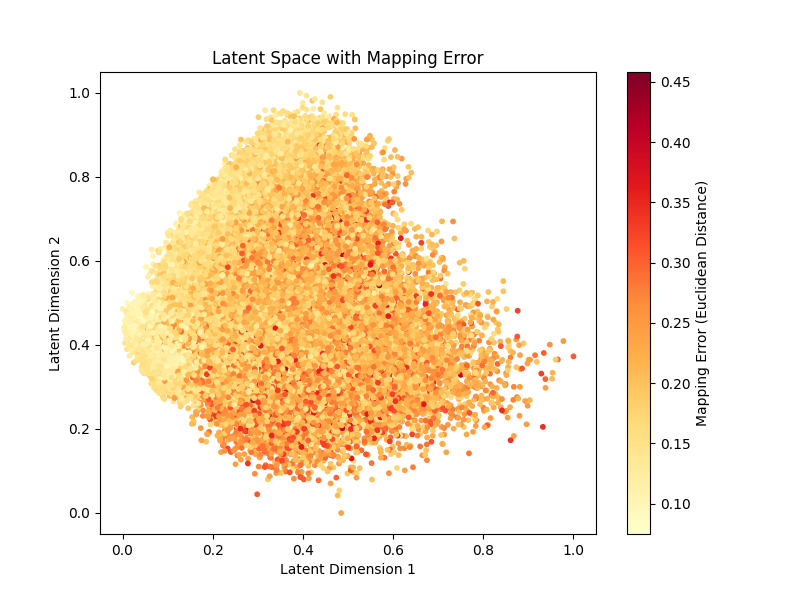 Latent Space with Mapping Error
1.0
0.8
0.6
0.4
0.2
0.0
Latent Dimension 2
0.0 0.2 0.4 0.6 0.8 1.0
Latent Dimension 1
0.45
0.40
0.35
0.30
0.25
0.20
0.15
0.10
Mapping Error (Euclidean Distance)